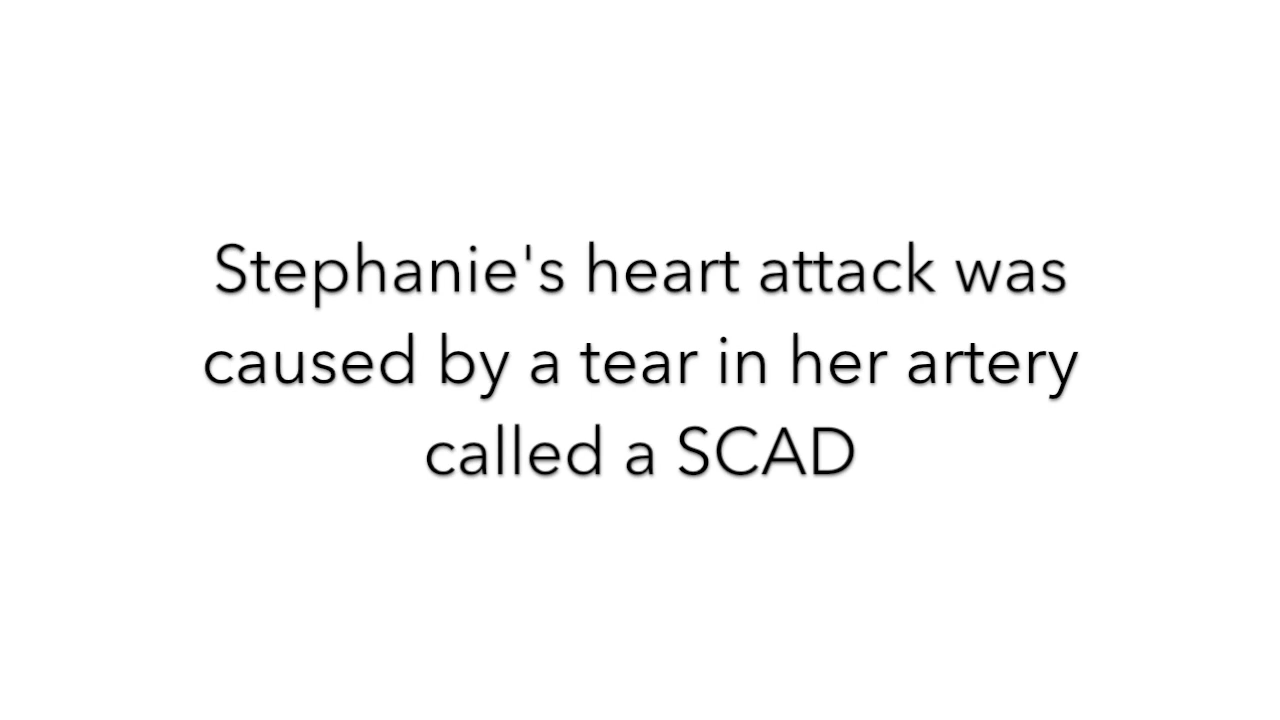 Stephanie's heart attack was
caused by a tear in her artery
called a SCAD